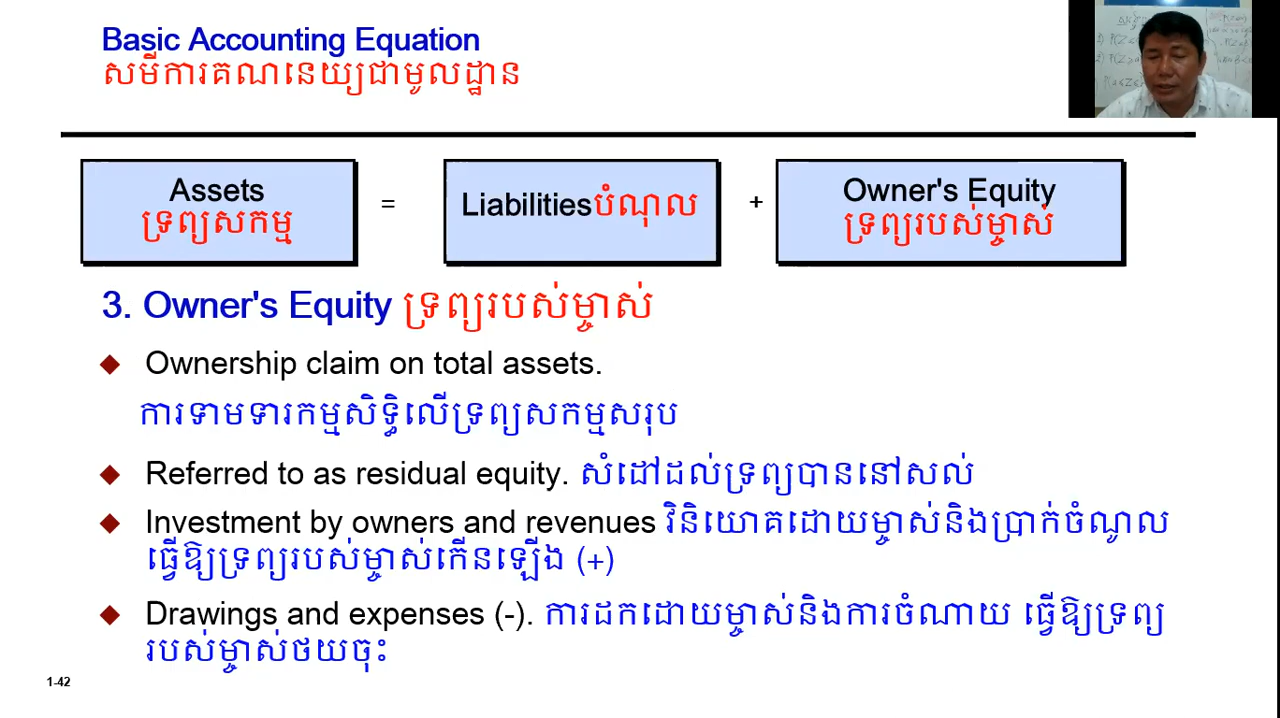 Basic Accounting Equation
សមីការគណនេយ្យជាមូលដ្ឋាន
Assets
ទ្រព្យសកម្ម
=
Liabilitiesបំណុល
+
Owner's Equity
ទ្រព្យរបស់ម្ចាស់
3. Owner's Equity ទ្រព្យរបស់ម្ចាស់
Ownership claim on total assets.
ការទាមទារកម្មសិទ្ធិលើទ្រព្យសកម្មសរុប
Referred to as residual equity. សំដៅដល់ទ្រព្យបាននៅសល់
Investment by owners and revenues វិនិយោគដោយម្ចាស់និងប្រាក់ចំណូល
ធ្វើឱ្យទ្រព្យរបស់ម្ចាស់កើនឡើង (+)
Drawings and expenses (-). ការដកដោយម្ចាស់និងការចំណាយ ធ្វើឱ្យទ្រព្យ
របស់ម្ចាស់ថយចុះ
1-42